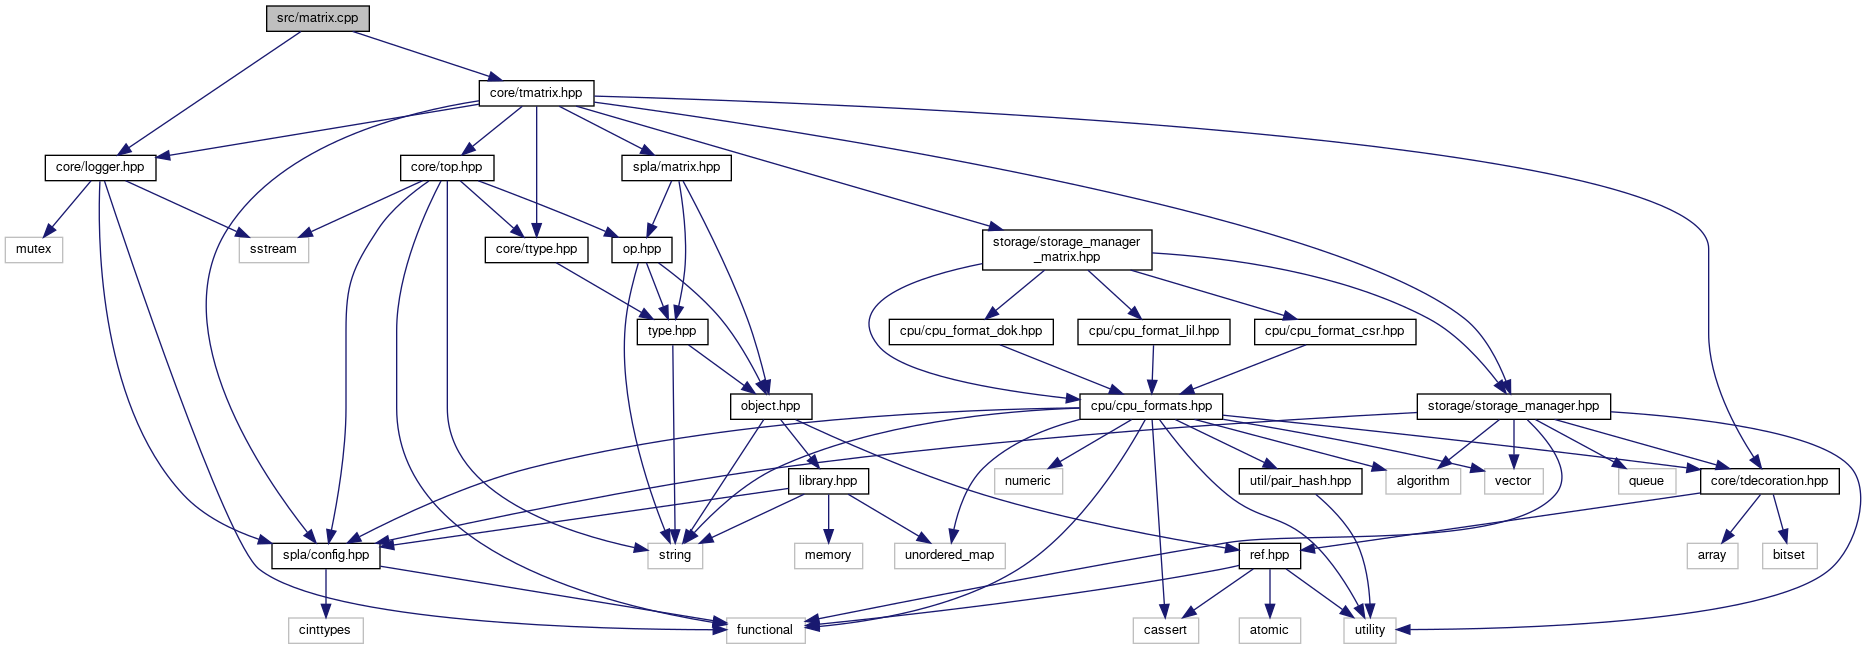 src/matrix.cpp
core/tmatrix.hpp
core/logger.hpp
core/top.hpp
spla/matrix.hpp
mutex
sstream
core/ttype.hpp
op.hpp
storage/storage_manager
_matrix.hpp
type.hpp
cpu/cpu_format_dok.hpp
cpu/cpu_format_lil.hpp
cpu/cpu_format_csr.hpp
object.hpp
cpu/cpu_formats.hpp
storage/storage_manager.hpp
library.hpp
numeric
util/pair_hash.hpp
algorithm
vector
queue
core/tdecoration.hpp
spla/config.hpp
string
memory
unordered_map
ref.hpp
array
bitset
cinttypes
functional
cassert
atomic
utility